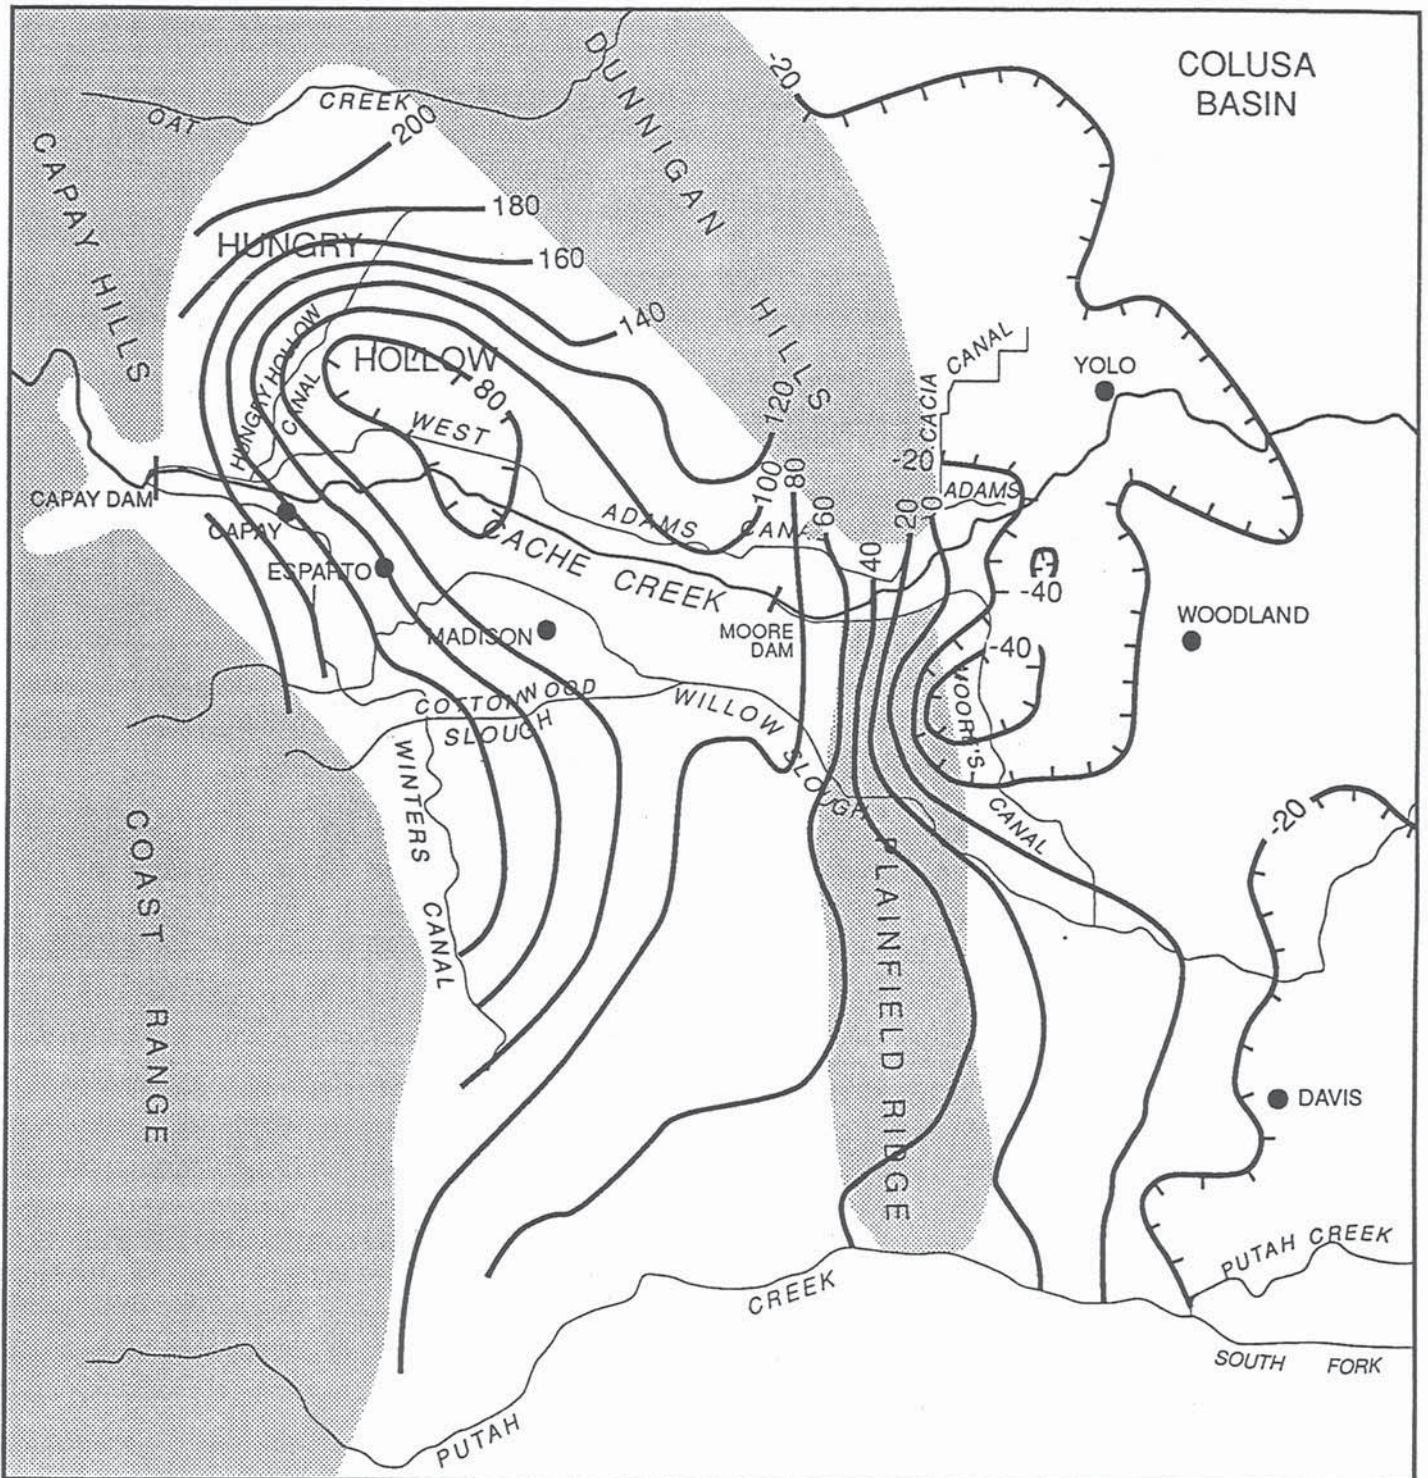 COLUSA
BASIN
-20
DUNNIGAN
HILLS
OAT
CREEK
CAPAY HILLS
200
180
HUNGRY
160
140
HUNGRY HOLLOW
CANAL
HOLLOW
80
WEST
120
100
80
60
40
20
0
CANAL
ACACIA
YOLO
-20
ADAMS
CAPAY DAM
CAPAY
ESPARTO
ADAMS
CANAL
CACHE CREEK
MADISON
MOORE
DAM
-40
-40
WOODLAND
MOORE'S
CANAL
COTTONWOOD
SLOUGH
WILLOW SLOUGH
WINTERS CANAL
COAST RANGE
PLAINFIELD RIDGE
-20
DAVIS
PUTAH CREEK
CREEK
SOUTH FORK
PUTAH